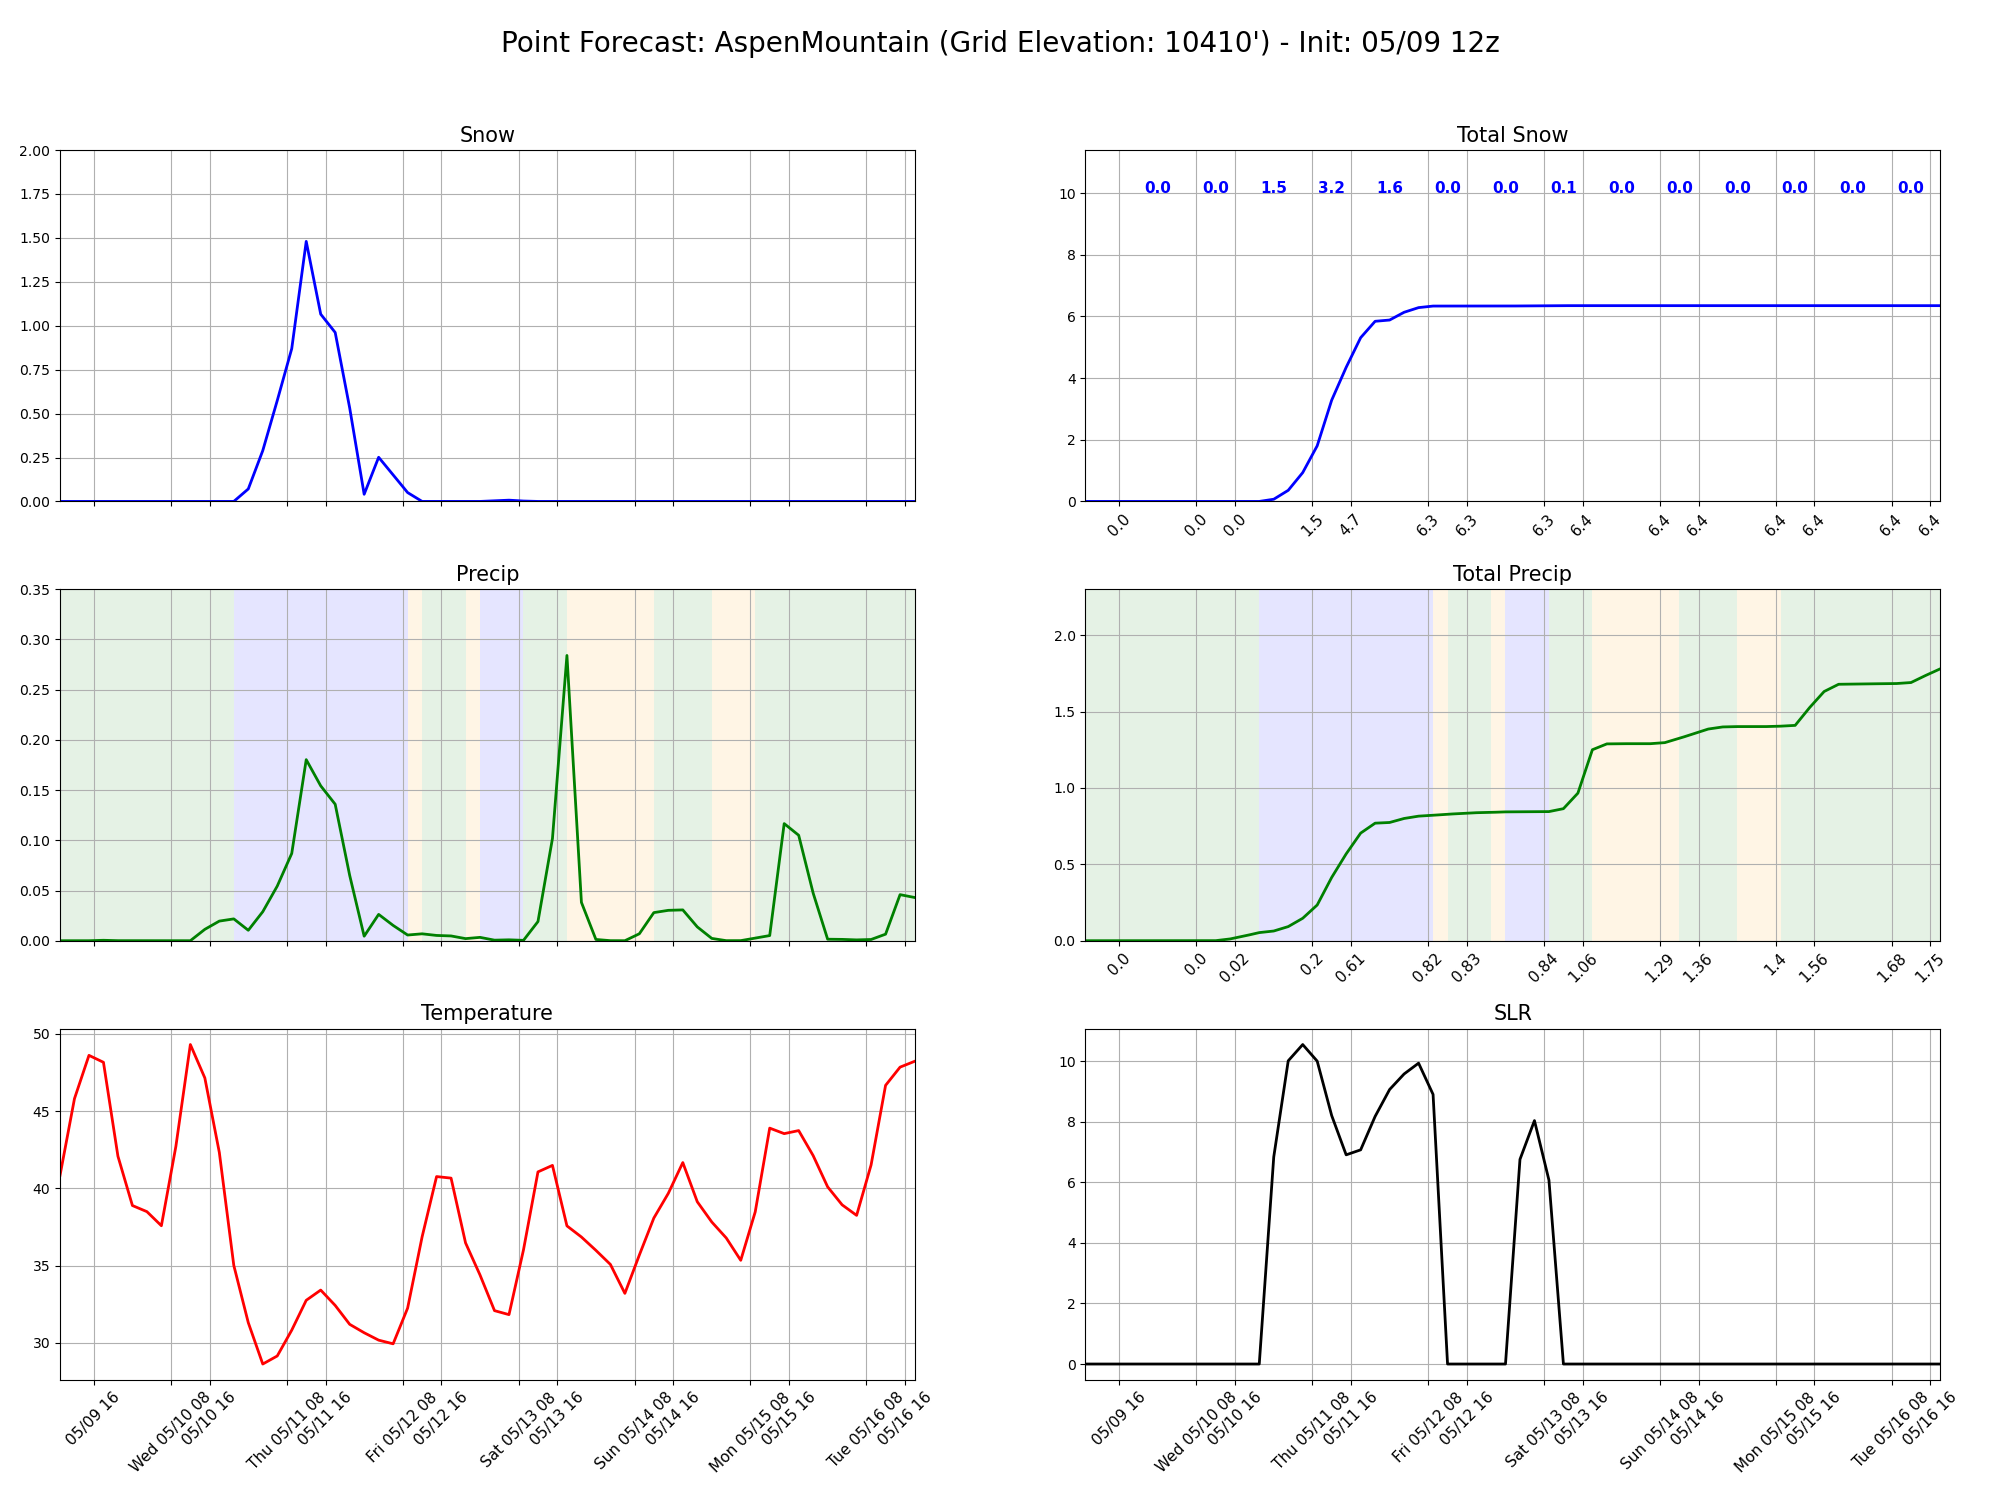 Point Forecast: AspenMountain (Grid Elevation: 10410') - Init: 05/09 12z
Snow
2.00
1.75
1.50
1.25
1.00
0.75
0.50
0.25
0.00
Total Snow
0.0 0.0 1.5 3.2 1.6 0.0 0.0 0.1 0.0 0.0 0.0 0.0 0.0 0.0
10
8
6
4
2
0
0.0 0.0 0.0 1.5 4.7 6.3 6.3 6.3 6.4 6.4 6.4 6.4 6.4 6.4 6.4
Precip
0.35
0.30
0.25
0.20
0.15
0.10
0.05
0.00
Total Precip
2.0
1.5
1.0
0.5
0.0
0.0 0.0 0.02 0.2 0.61 0.82 0.83 0.84 1.06 1.29 1.36 1.4 1.56 1.68 1.75
Temperature
50
45
40
35
30
05/09 16
Wed 05/10 08
05/10 16
Thu 05/11 08
05/11 16
Fri 05/12 08
05/12 16
Sat 05/13 08
05/13 16
Sun 05/14 08
05/14 16
Mon 05/15 08
05/15 16
Tue 05/16 08
05/16 16
SLR
10
8
6
4
2
0
05/09 16
Wed 05/10 08
05/10 16
Thu 05/11 08
05/11 16
Fri 05/12 08
05/12 16
Sat 05/13 08
05/13 16
Sun 05/14 08
05/14 16
Mon 05/15 08
05/15 16
Tue 05/16 08
05/16 16